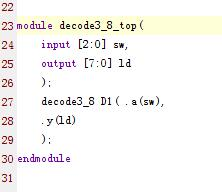 22
23 module decode3_8_top(
24 input [2:0] sw,
25 output [7:0] ld
26 );
27 decode3_8 D1( .a(sw),
28 .y(ld)
29 );
30 endmodule
31